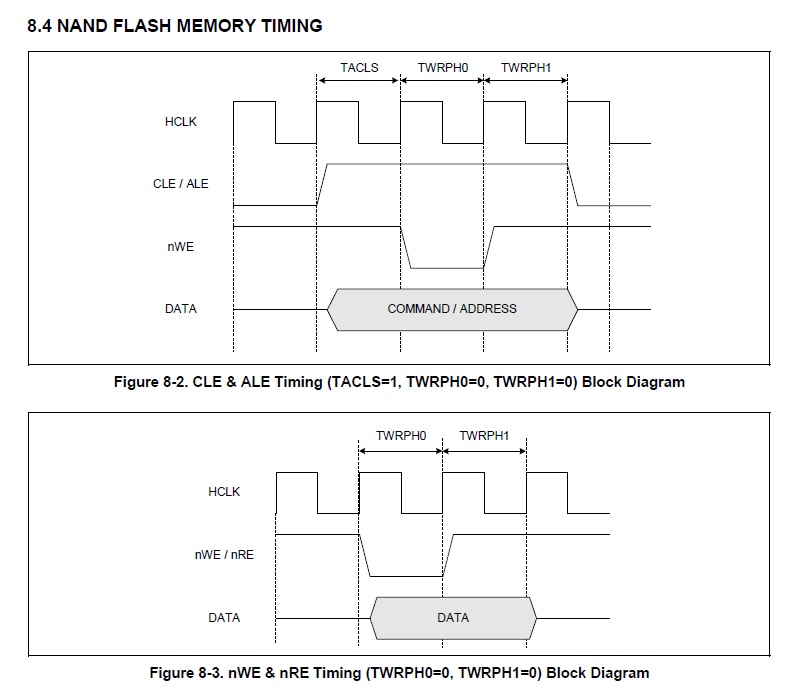 8.4 NAND FLASH MEMORY TIMING
TACLS TWRPH0 TWRPH1
HCLK
CLE / ALE
nWE
DATA COMMAND / ADDRESS
Figure 8-2. CLE & ALE Timing (TACLS=1, TWRPH0=0, TWRPH1=0) Block Diagram
TWRPH0 TWRPH1
HCLK
nWE / nRE
DATA DATA
Figure 8-3. nWE & nRE Timing (TWRPH0=0, TWRPH1=0) Block Diagram